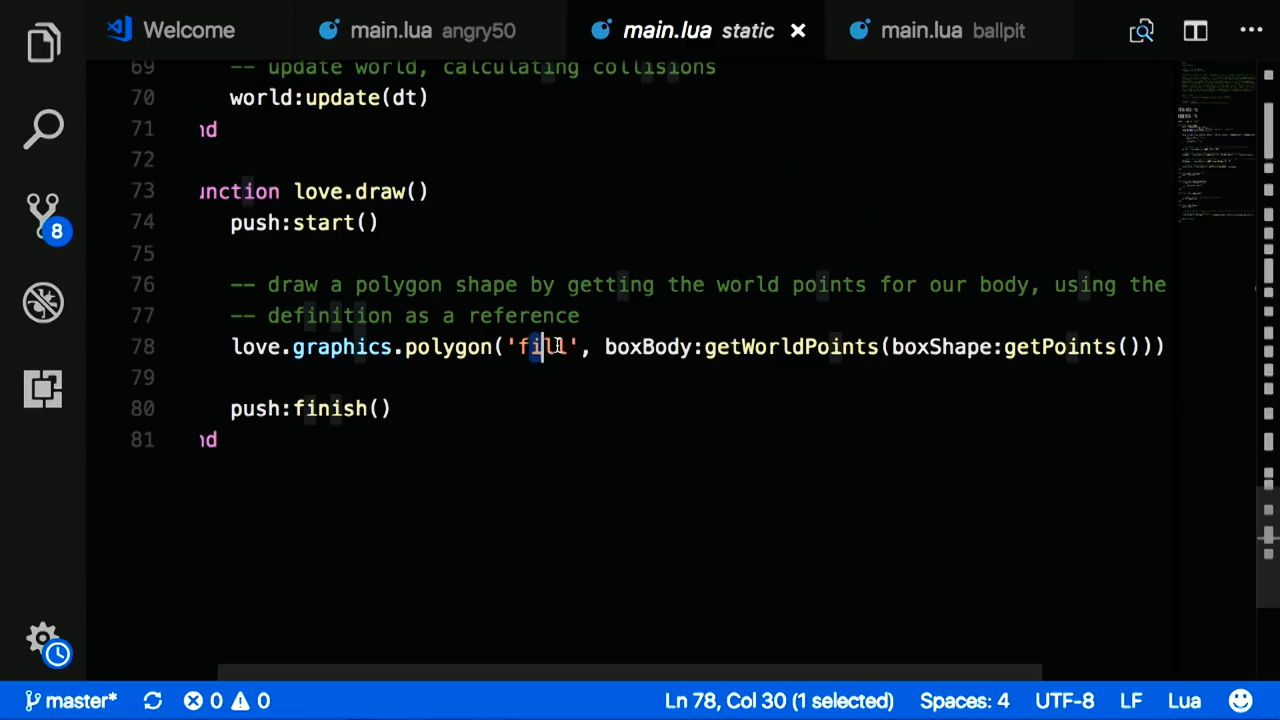 Welcome
main.lua angry50
main.lua static
main.lua ballpit
69 -- update world, calculating collisions
70 world:update(dt)
71 nd
72
73 unction love.draw()
74 push:start()
75
76 -- draw a polygon shape by getting the world points for our body, using the
77 -- definition as a reference
78 love.graphics.polygon('fill', boxBody:getWorldPoints(boxShape:getPoints()))
79
80 push:finish()
81 nd
8
master* 0 0 Ln 78, Col 30 (1 selected) Spaces: 4 UTF-8 LF Lua